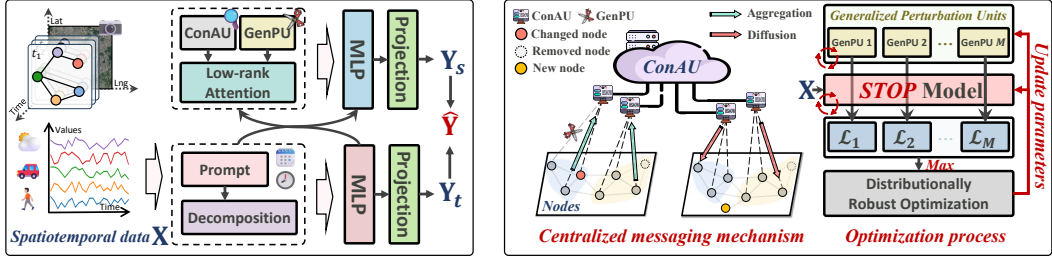 Lat
t1
Lng
Time
Values
Time
Spatiotemporal data X
ConAU
GenPU
Low-rank
Attention
MLP
Projection
Ys
Ŷ
Prompt
Decomposition
MLP
Projection
Yt
ConAU
GenPU
Changed node
Removed node
New node
Aggregation
Diffusion
ConAU
Nodes
Centralized messaging mechanism
Generalized Perturbation Units
GenPU 1
GenPU 2
...
GenPU M
X
STOP Model
ℒ1
ℒ2
...
ℒM
Max
Distributionally
Robust Optimization
Update parameters
Optimization process